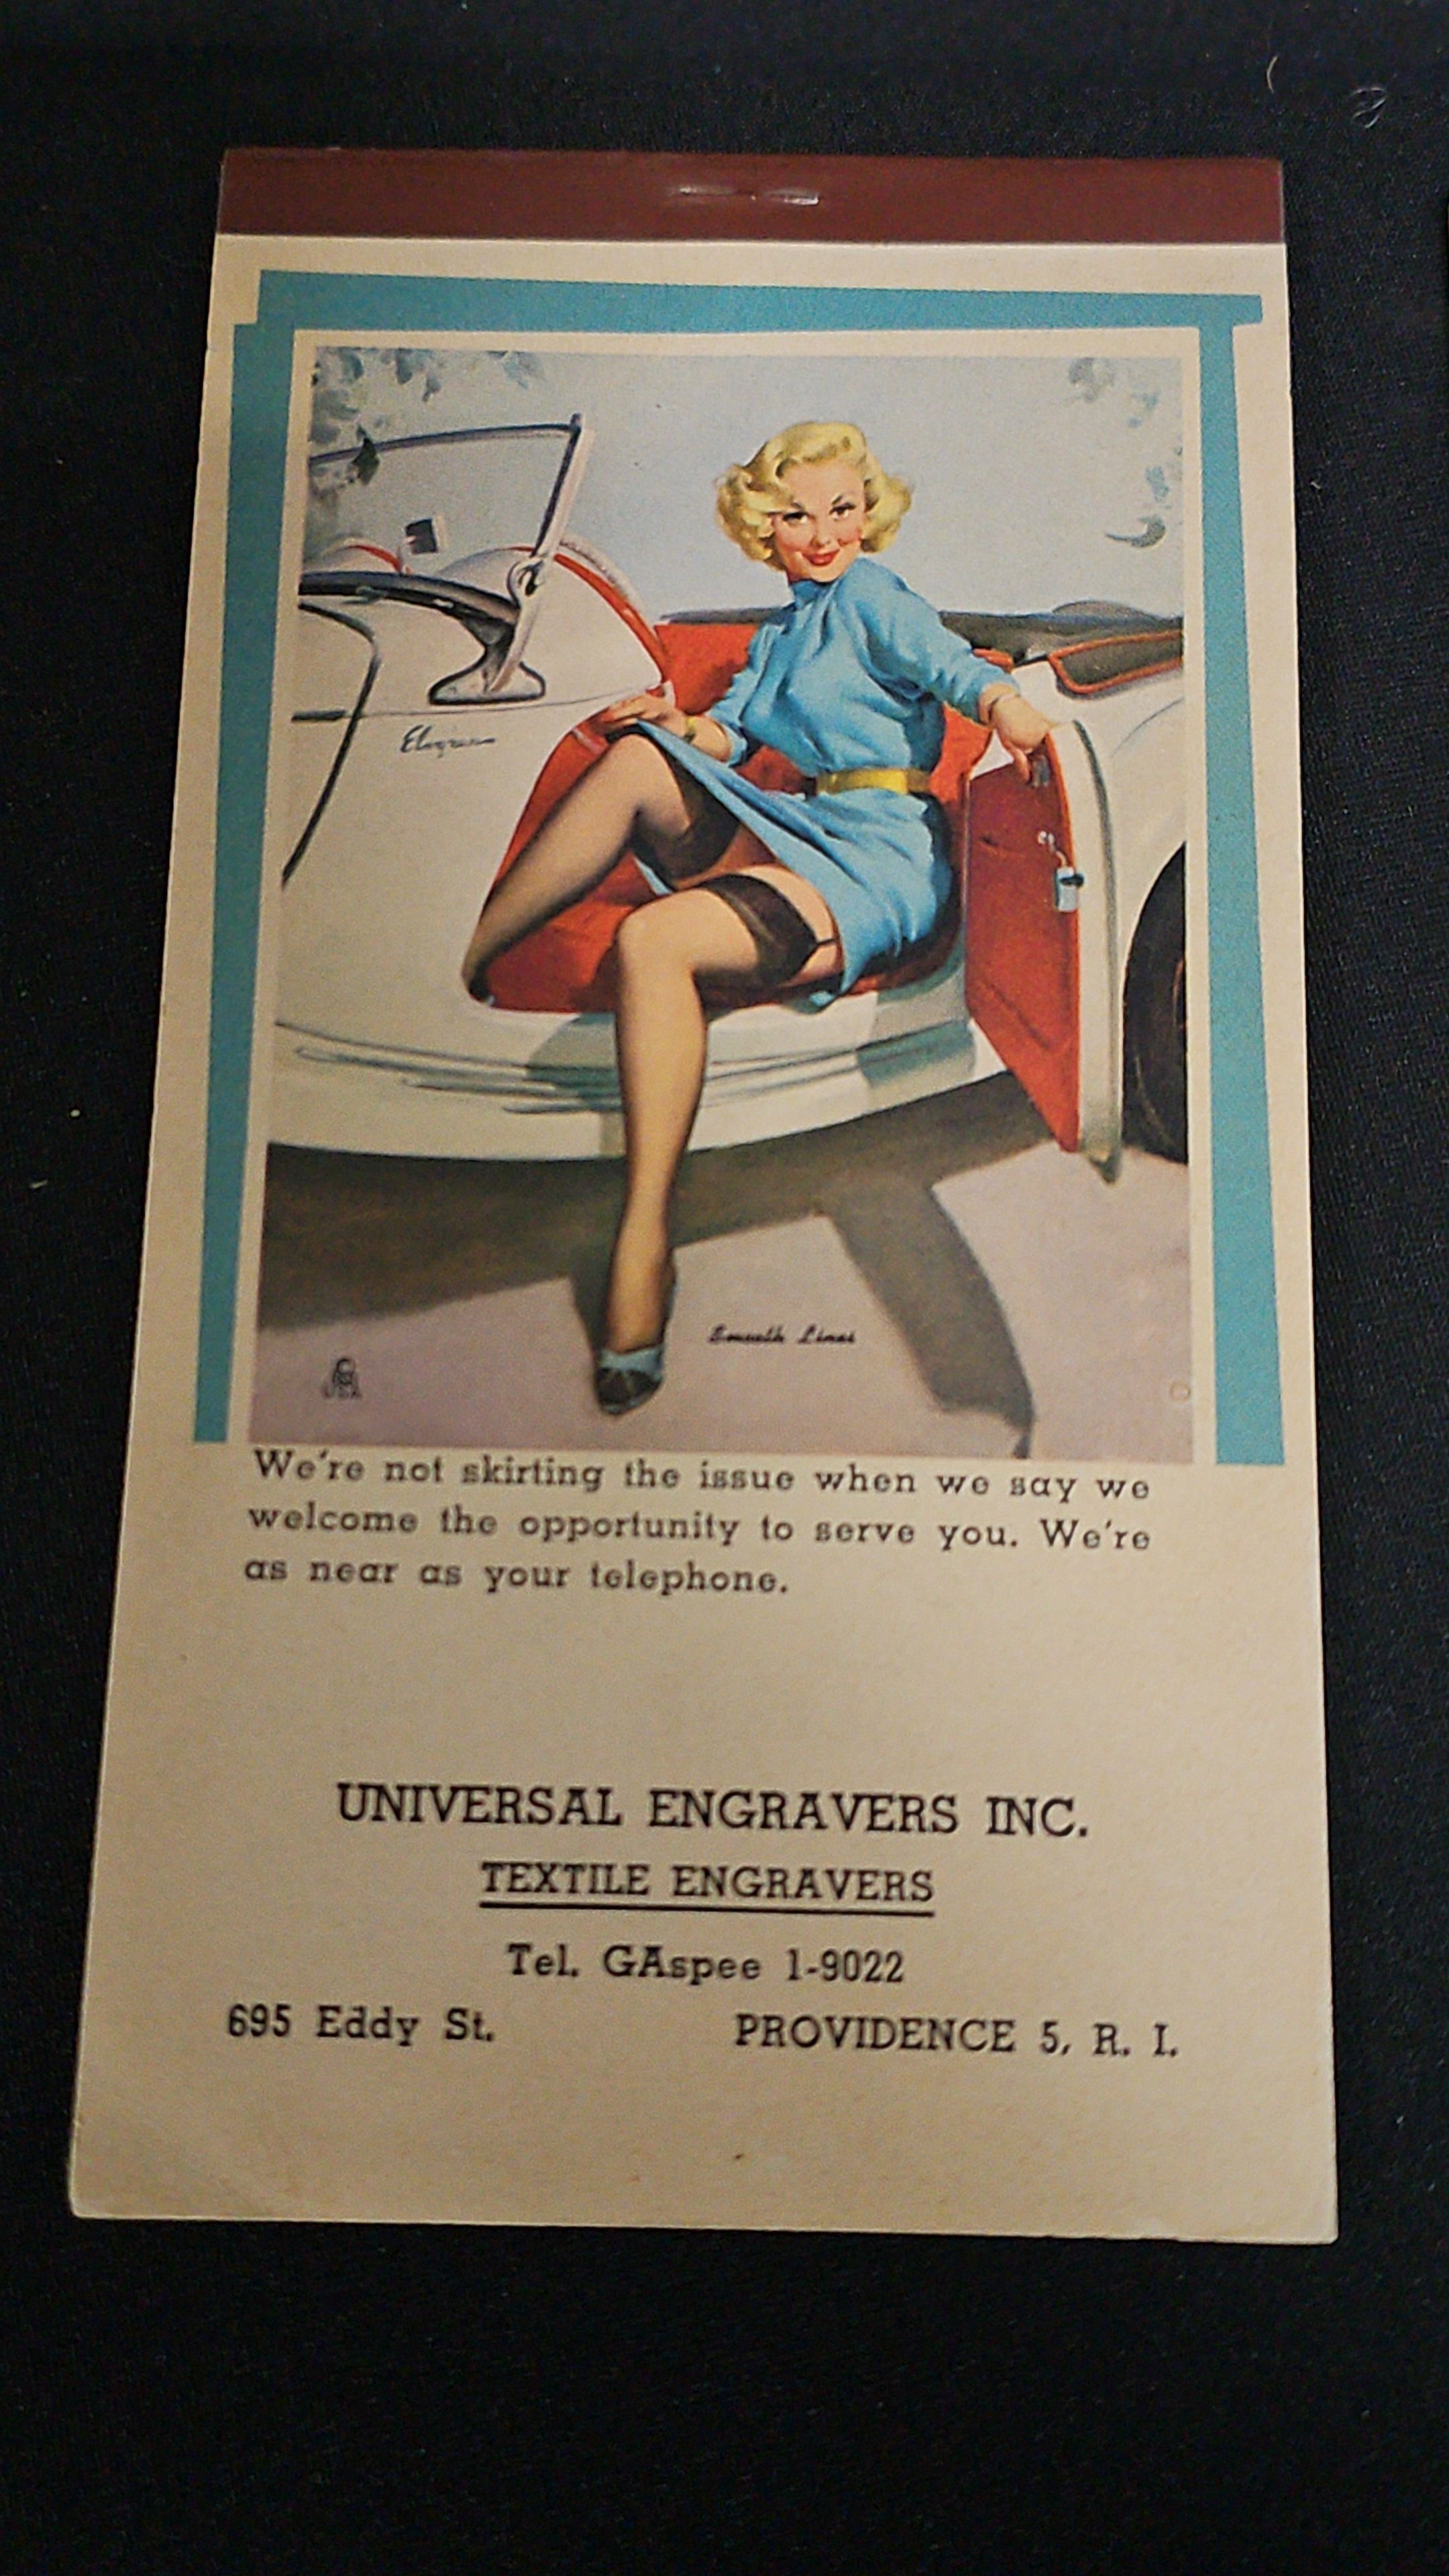 Elvgren
Smooth Lines
USA
We're not skirting the issue when we say we
welcome the opportunity to serve you. We're
as near as your telephone.
UNIVERSAL ENGRAVERS INC.
TEXTILE ENGRAVERS
Tel. GAspee 1-9022
695 Eddy St. PROVIDENCE 5, R. I.